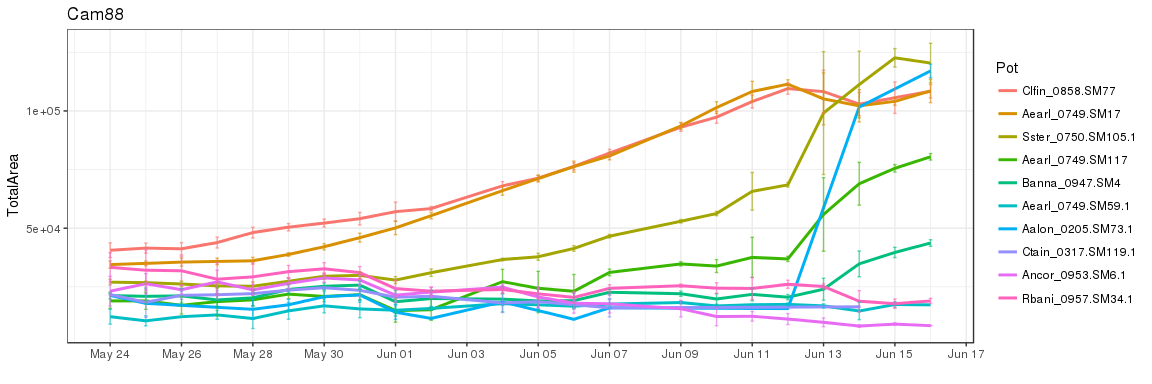 Cam88
TotalArea
1e+05
5e+04
May 24 May 26 May 28 May 30 Jun 01 Jun 03 Jun 05 Jun 07 Jun 09 Jun 11 Jun 13 Jun 15 Jun 17
Pot
Clfin_0858.SM77
Aearl_0749.SM17
Sster_0750.SM105.1
Aearl_0749.SM117
Banna_0947.SM4
Aearl_0749.SM59.1
Aalon_0205.SM73.1
Ctain_0317.SM119.1
Ancor_0953.SM6.1
Rbani_0957.SM34.1